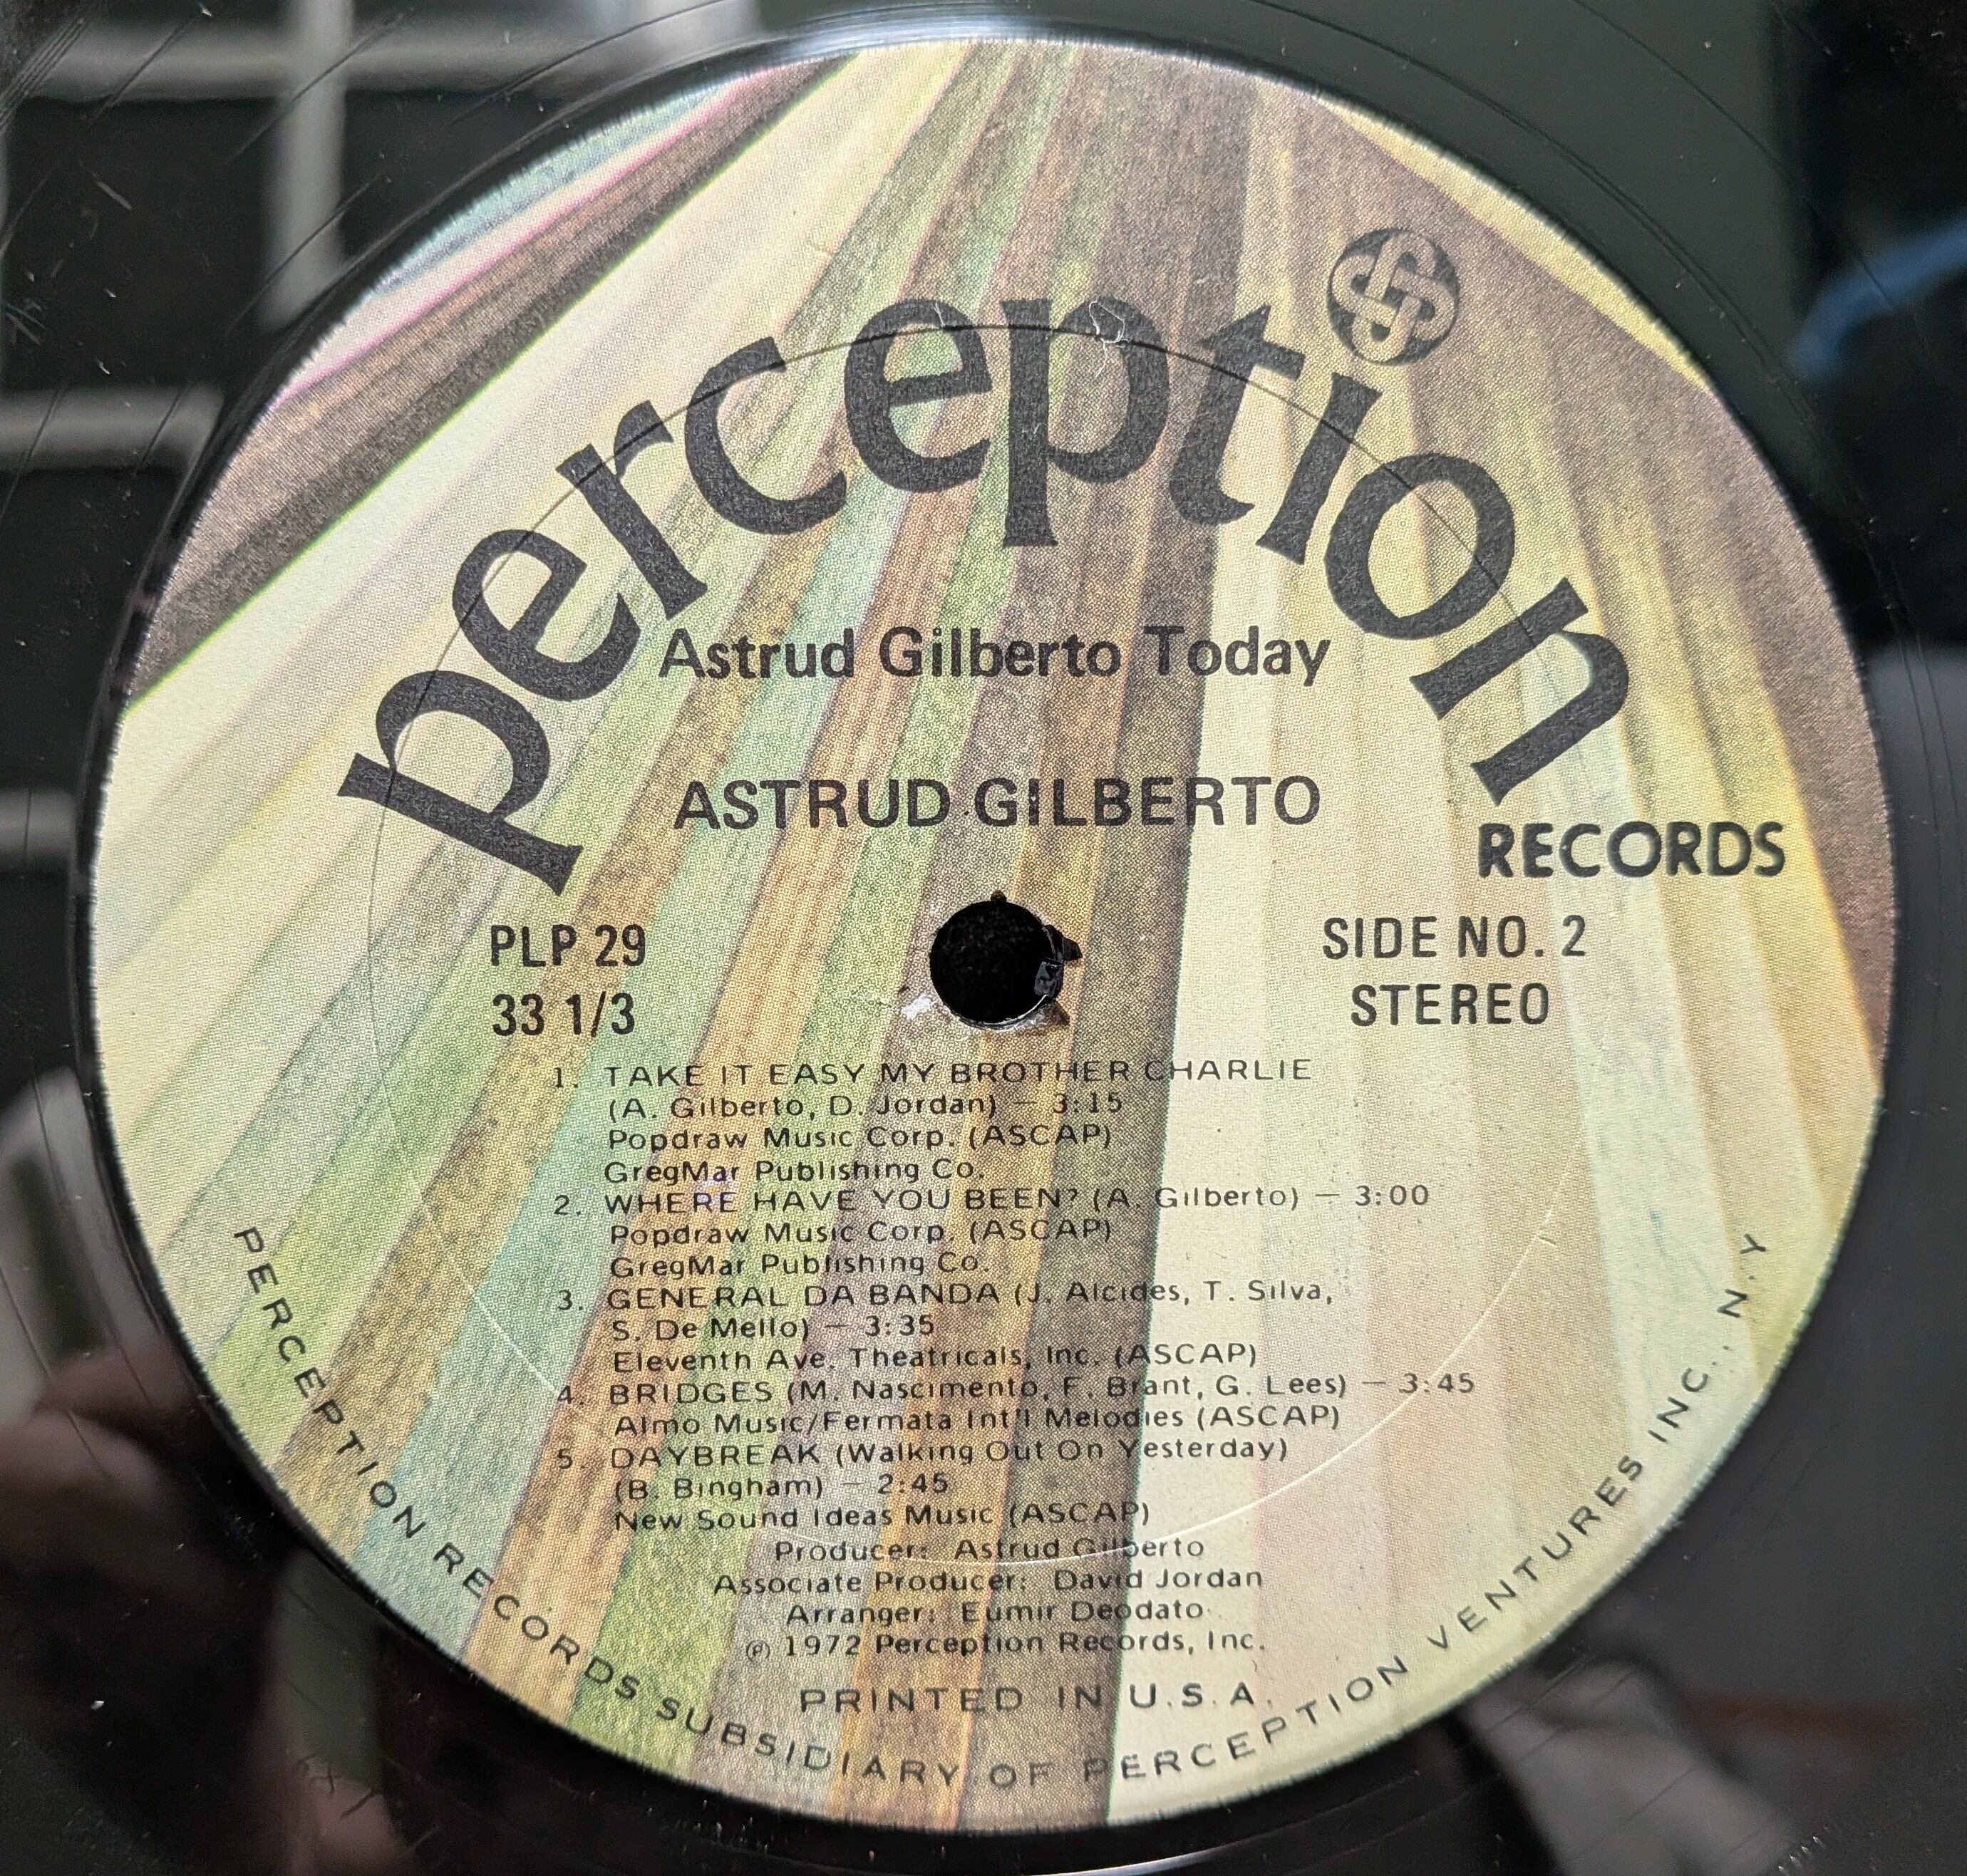 perception
RECORDS
Astrud Gilberto Today
ASTRUD GILBERTO
PLP 29
33 1/3
SIDE NO. 2
STEREO
1. TAKE IT EASY MY BROTHER CHARLIE
(A. Gilberto, D. Jordan) — 3:15
Popdraw Music Corp. (ASCAP)
GregMar Publishing Co.
2. WHERE HAVE YOU BEEN? (A. Gilberto) — 3:00
Popdraw Music Corp. (ASCAP)
GregMar Publishing Co.
3. GENERAL DA BANDA (J. Alcides, T. Silva,
S. De Mello) — 3:35
Eleventh Ave. Theatricals, Inc. (ASCAP)
4. BRIDGES (M. Nascimento, F. Brant, G. Lees) — 3:45
Almo Music/Fermata Int'l Melodies (ASCAP)
5. DAYBREAK (Walking Out On Yesterday)
(B. Bingham) — 2:45
New Sound Ideas Music (ASCAP)
Producer: Astrud Gilberto
Associate Producer: David Jordan
Arranger: Eumir Deodato
℗ 1972 Perception Records, Inc.
PRINTED IN U.S.A.
PERCEPTION RECORDS SUBSIDIARY OF PERCEPTION VENTURES INC., N.Y